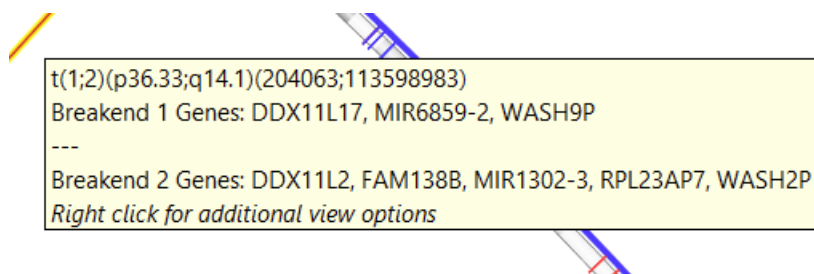 t(1;2)(p36.33;q14.1)(204063;113598983)
Breakend 1 Genes: DDX11L17, MIR6859-2, WASH9P
---
Breakend 2 Genes: DDX11L2, FAM138B, MIR1302-3, RPL23AP7, WASH2P
Right click for additional view options